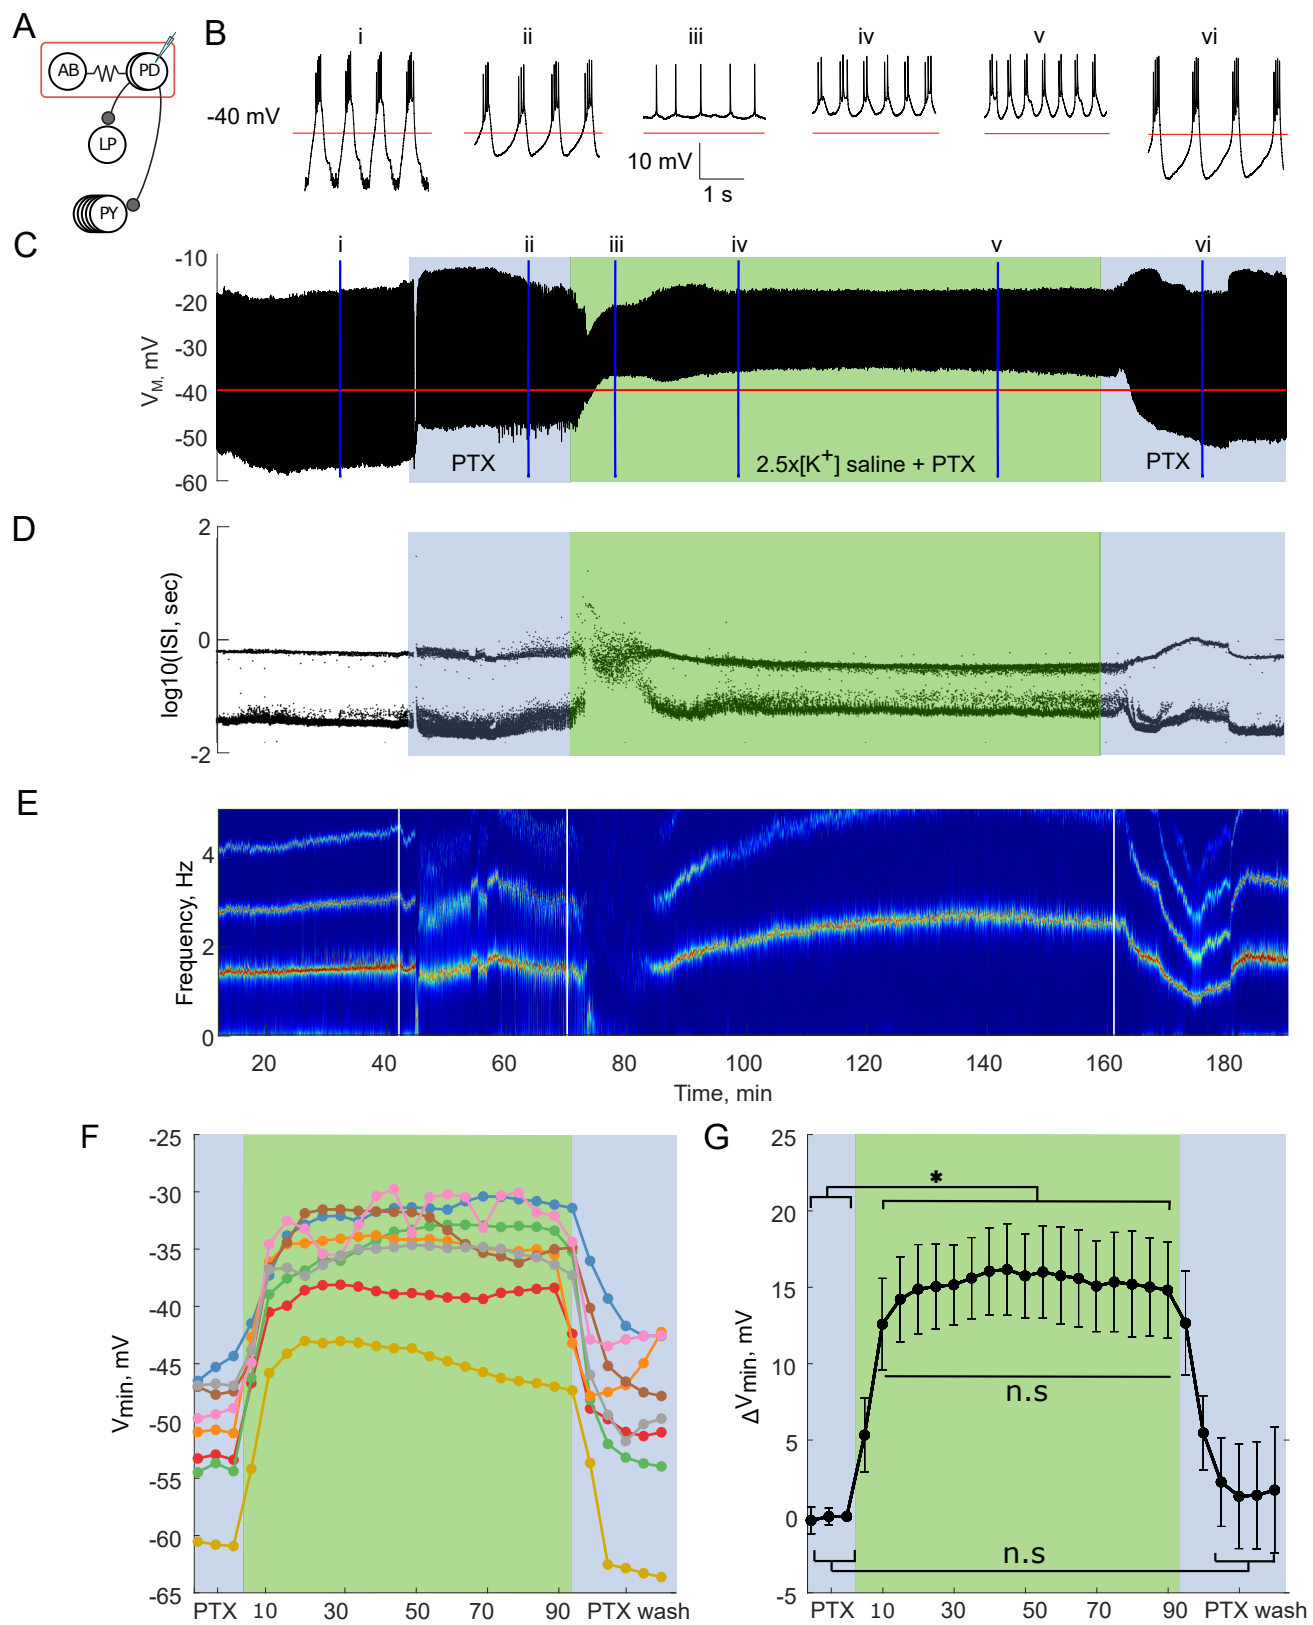 A
AB
PD
LP
PY
B
i
ii
iii
iv
v
vi
-40 mV
10 mV
1 s
C
i
ii
iii
iv
v
vi
-10
-20
-30
-40
-50
-60
VM, mV
PTX
2.5x[K+] saline + PTX
PTX
D
2
0
-2
log10(ISI, sec)
E
4
2
0
Frequency, Hz
20
40
60
80
100
120
140
160
180
Time, min
F
-25
-30
-35
-40
-45
-50
-55
-60
-65
Vmin, mV
PTX
10
30
50
70
90
PTX wash
G
25
20
15
10
5
0
-5
ΔVmin, mV
*
n.s
n.s
PTX
10
30
50
70
90
PTX wash